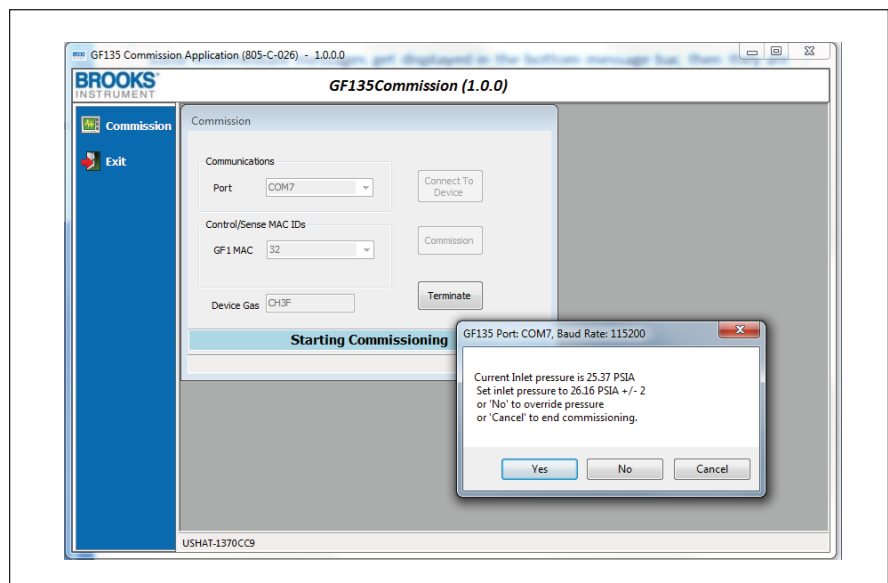 GF135 Commission Application (805-C-026) - 1.0.0.0
BROOKS
INSTRUMENT
GF135Commission (1.0.0)
Commission
Exit
Commission
Communications
Port COM7
Connect To
Device
Control/Sense MAC IDs
GF1 MAC 32
Commission
Device Gas CH3F
Terminate
Starting Commissioning
GF135 Port: COM7, Baud Rate: 115200
Current Inlet pressure is 25.37 PSIA
Set inlet pressure to 26.16 PSIA +/- 2
or 'No' to override pressure
or 'Cancel' to end commissioning.
Yes No Cancel
USHAT-1370CC9